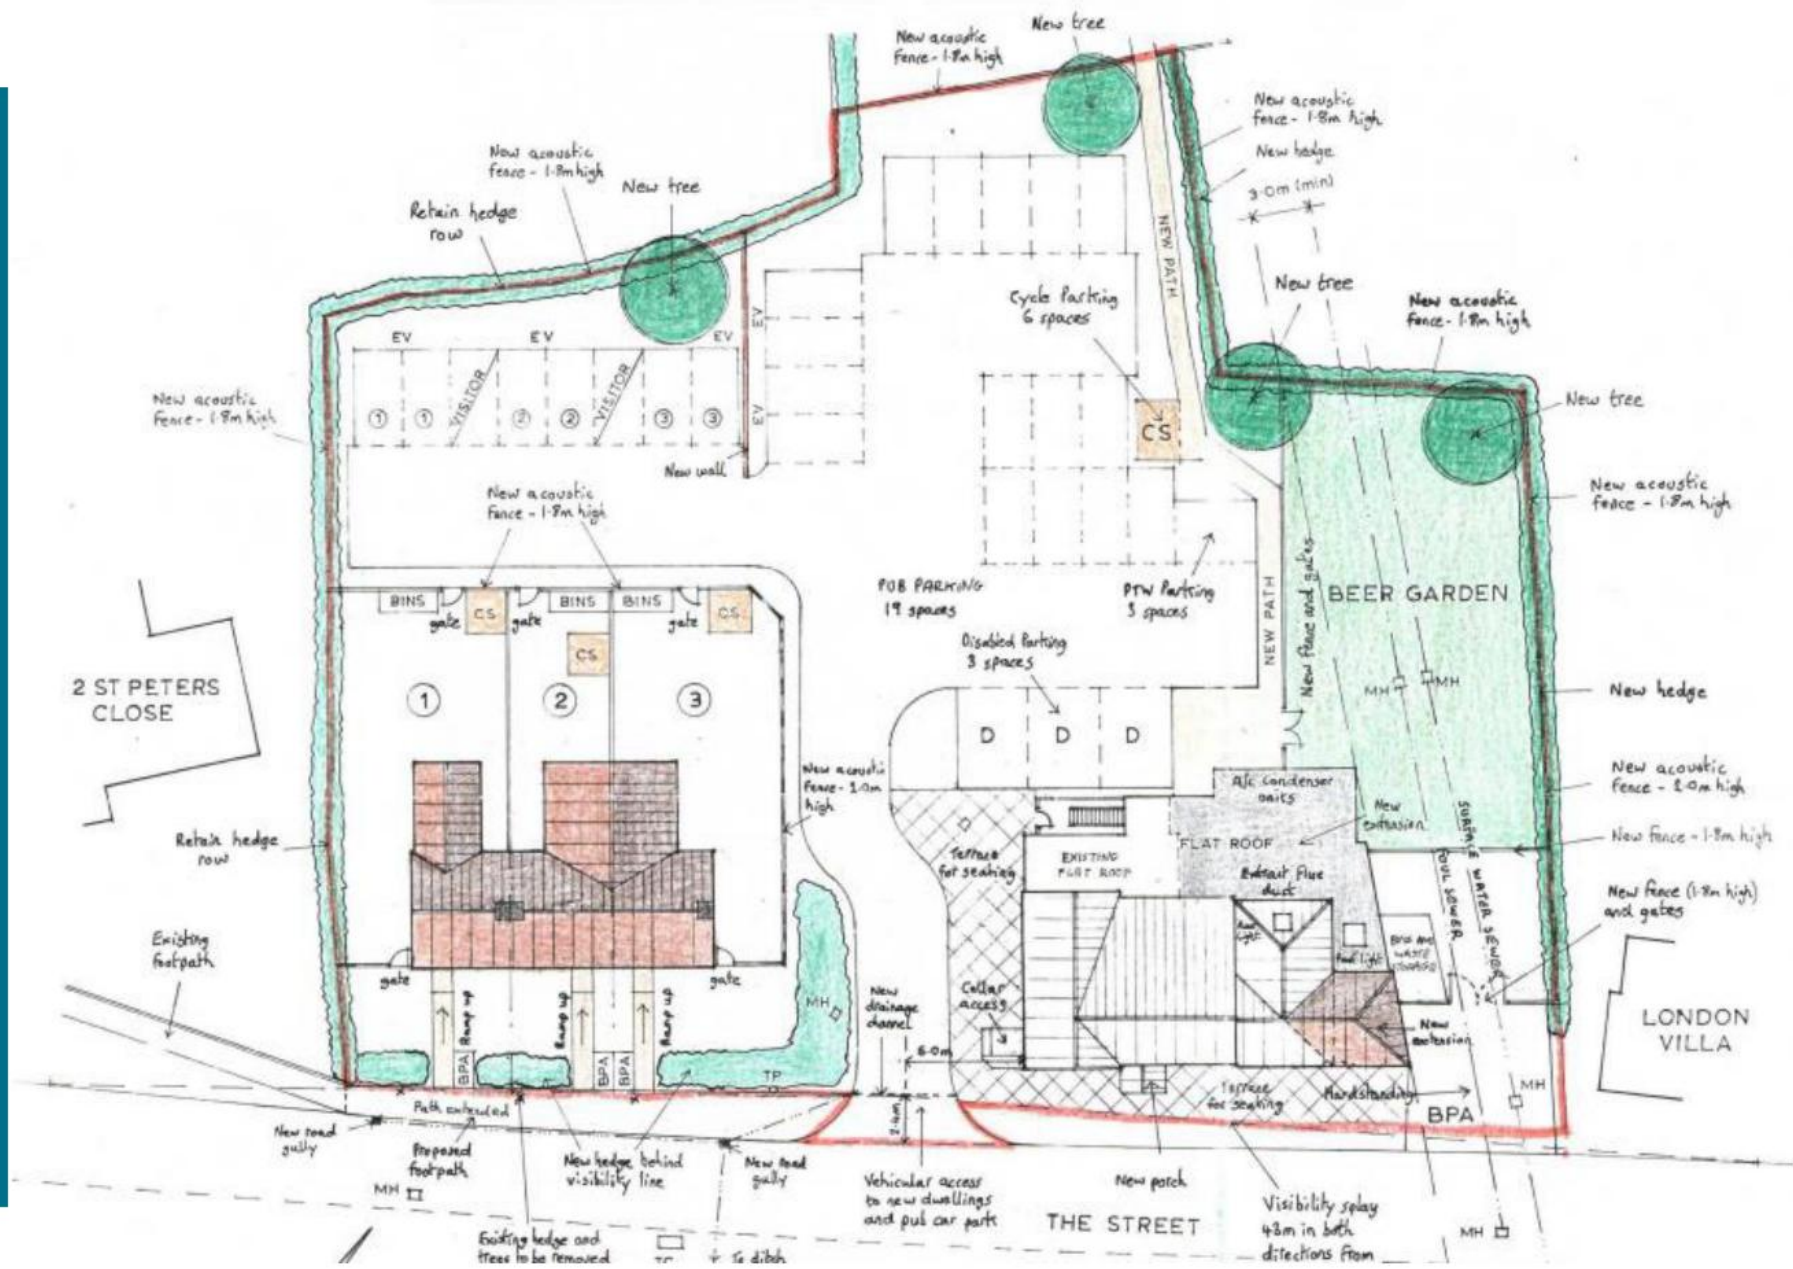 New tree
New acoustic
fence - 1.8m high
New acoustic
fence - 1.8m high
New hedge
3.0m (min)
New acoustic
fence - 1.8m high
New tree
Retain hedge
row
NEW PATH
New tree
New acoustic
fence - 1.8m high
Cycle Parking
6 spaces
EV
EV
EV
EV
EV
VISITOR
VISITOR
1
1
2
2
3
3
CS
New tree
New acoustic
fence - 1.8m high
New wall
New acoustic
fence - 1.8m high
New acoustic
fence - 1.8m high
New fence and gates
BEER GARDEN
PUB PARKING
19 spaces
PTW Parking
3 spaces
NEW PATH
BINS
gate
CS
gate
BINS
BINS
gate
CS
CS
Disabled Parking
3 spaces
D
D
D
MH
MH
New hedge
2 ST PETERS
CLOSE
1
2
3
New acoustic
fence - 2.0m
high
New acoustic
fence - 2.0m
high
A/c condenser
units
New
extension
FLAT ROOF
EXISTING
FLAT ROOF
Extract flue
duct
Terrace
for seating
SURFACE WATER SEWER
FOUL SEWER
New fence - 1.8m high
New fence (1.8m high)
and gates
Retain hedge
row
Existing
footpath
gate
gate
Ramp up
Ramp up
Ramp up
BPA
BPA
BPA
MH
TP
New
drainage
channel
Cellar
access
Roof light
New
extension
LONDON
VILLA
6.0m
2.4m
Terrace
for seating
Hardstanding
BPA
MH
Path extended
New road
gully
Proposed
footpath
New hedge behind
visibility line
New road
gully
Vehicular access
to new dwellings
and pub car park
New porch
THE STREET
Visibility splay
43m in both
directions from
MH
MH
Existing hedge and
trees to be removed
To ditch